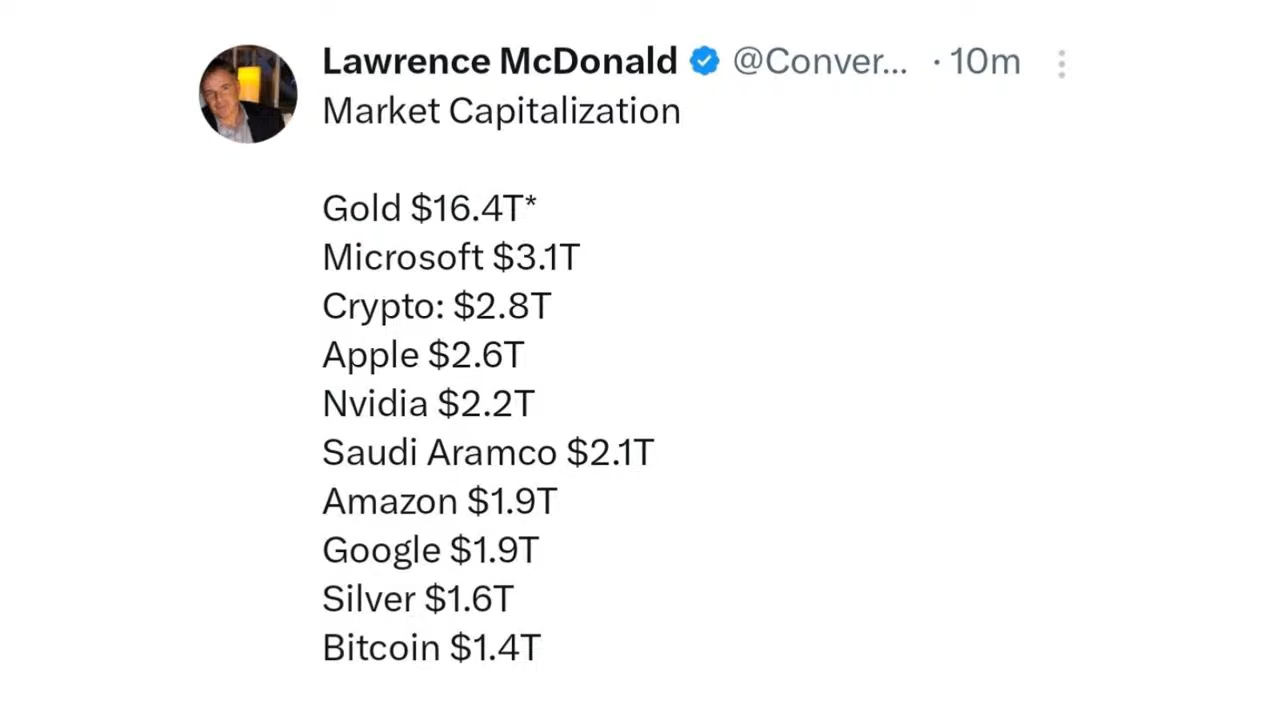 Lawrence McDonald @Conver... · 10m
Market Capitalization
Gold $16.4T*
Microsoft $3.1T
Crypto: $2.8T
Apple $2.6T
Nvidia $2.2T
Saudi Aramco $2.1T
Amazon $1.9T
Google $1.9T
Silver $1.6T
Bitcoin $1.4T